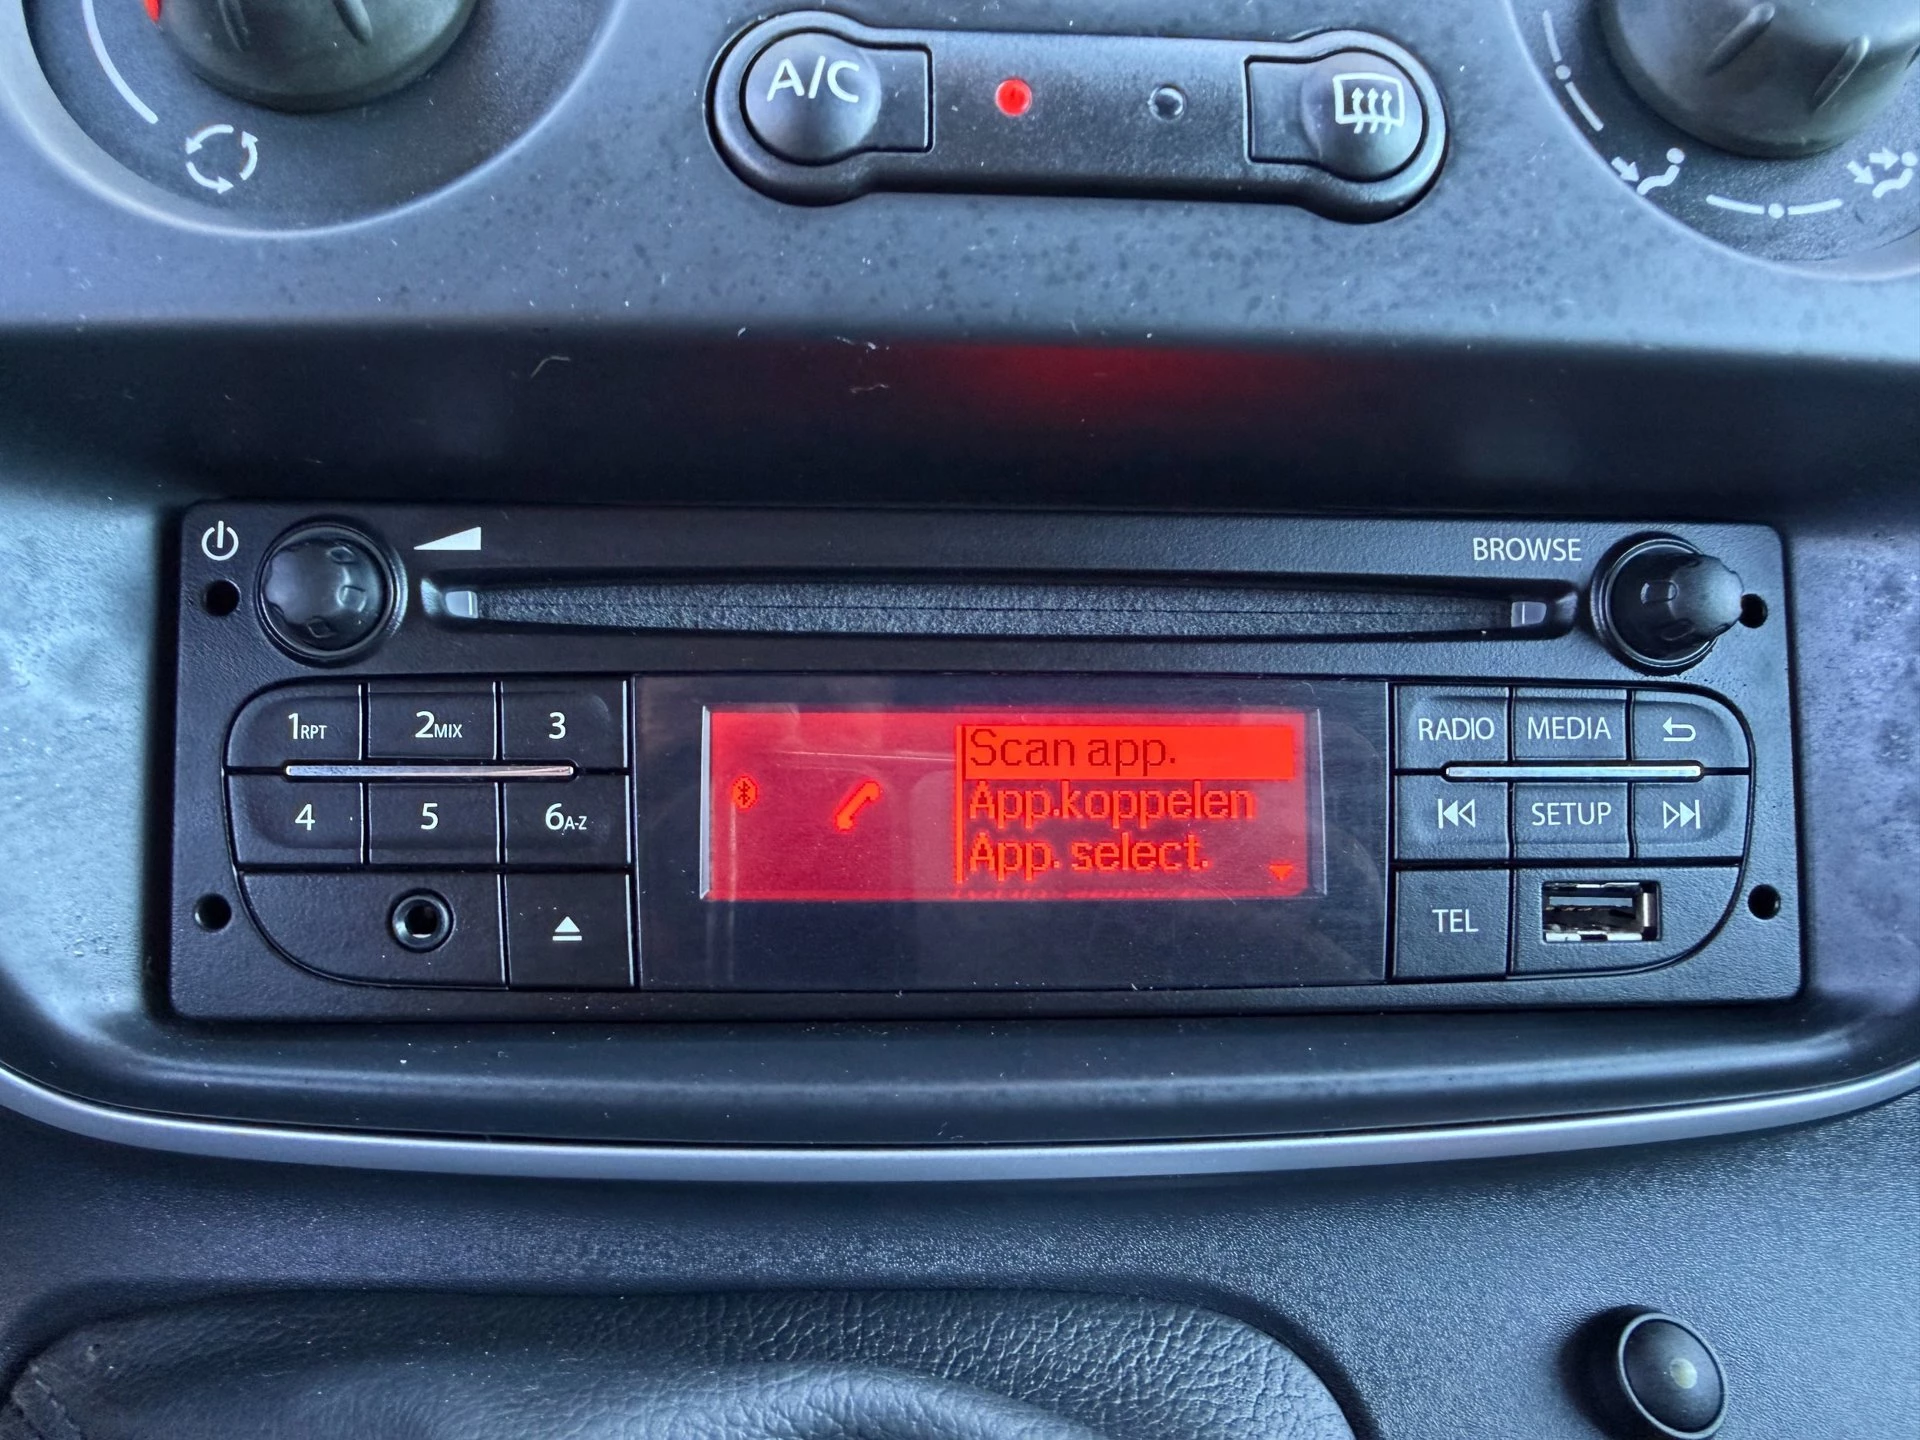 A/C
BROWSE
1RPT
2MIX
3
4
5
6A-Z
Scan app.
App.koppelen
App. select.
RADIO
MEDIA
SETUP
TEL